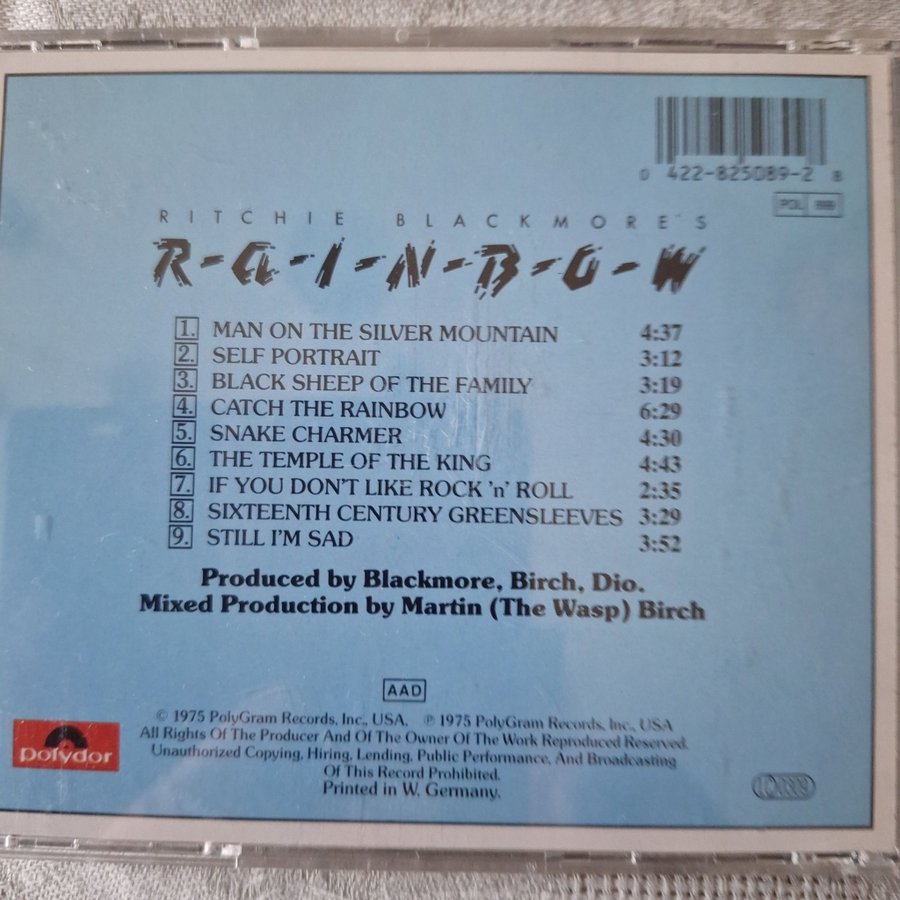 0 422-825089-2 8
RITCHIE BLACKMORE'S
R-a-I-N-B-O-W
1. MAN ON THE SILVER MOUNTAIN 4:37
2. SELF PORTRAIT 3:12
3. BLACK SHEEP OF THE FAMILY 3:19
4. CATCH THE RAINBOW 6:29
5. SNAKE CHARMER 4:30
6. THE TEMPLE OF THE KING 4:43
7. IF YOU DON'T LIKE ROCK 'n' ROLL 2:35
8. SIXTEENTH CENTURY GREENSLEEVES 3:29
9. STILL I'M SAD 3:52
Produced by Blackmore, Birch, Dio.
Mixed Production by Martin (The Wasp) Birch
AAD
© 1975 PolyGram Records, Inc., USA. ℗ 1975 PolyGram Records, Inc., USA
All Rights Of The Producer And Of The Owner Of The Work Reproduced Reserved.
Unauthorized Copying, Hiring, Lending, Public Performance, And Broadcasting
Of This Record Prohibited.
Printed in W. Germany.
polydor